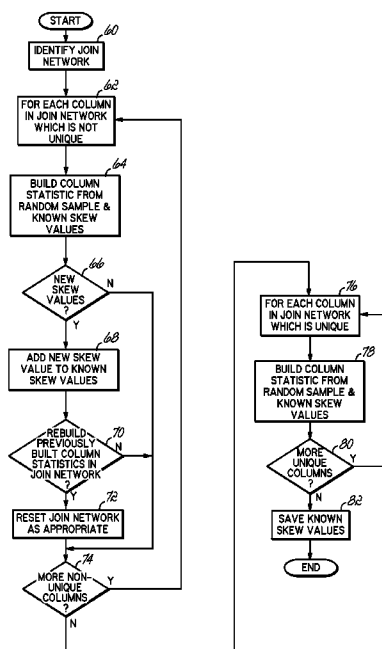 START
60
IDENTIFY JOIN
NETWORK
62
FOR EACH COLUMN
IN JOIN NETWORK
WHICH IS NOT
UNIQUE
64
BUILD COLUMN
STATISTIC FROM
RANDOM SAMPLE &
KNOWN SKEW
VALUES
66
NEW
SKEW VALUES
?
N
Y
68
ADD NEW SKEW
VALUE TO KNOWN
SKEW VALUES
70
REBUILD
PREVIOUSLY
BUILT COLUMN
STATISTICS IN
JOIN NETWORK
?
N
Y
72
RESET JOIN NETWORK
AS APPROPRIATE
74
MORE NON-
UNIQUE COLUMNS
?
Y
N
76
FOR EACH COLUMN
IN JOIN NETWORK
WHICH IS UNIQUE
78
BUILD COLUMN
STATISTIC FROM
RANDOM SAMPLE &
KNOWN SKEW
VALUES
80
MORE
UNIQUE COLUMNS
?
Y
N
82
SAVE KNOWN
SKEW VALUES
END